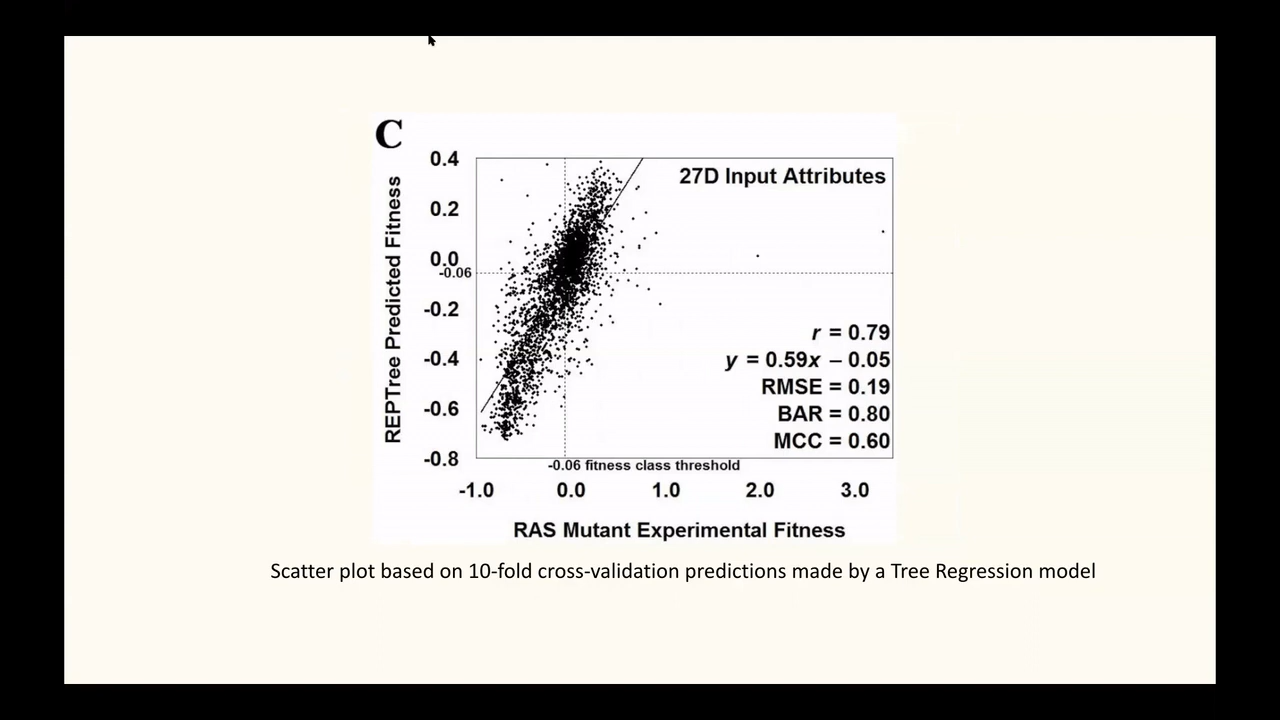 C
REPTree Predicted Fitness
0.4
0.2
0.0
-0.06
-0.2
-0.4
-0.6
-0.8
27D Input Attributes
r = 0.79
y = 0.59x – 0.05
RMSE = 0.19
BAR = 0.80
MCC = 0.60
-0.06 fitness class threshold
-1.0 0.0 1.0 2.0 3.0
RAS Mutant Experimental Fitness
Scatter plot based on 10-fold cross-validation predictions made by a Tree Regression model